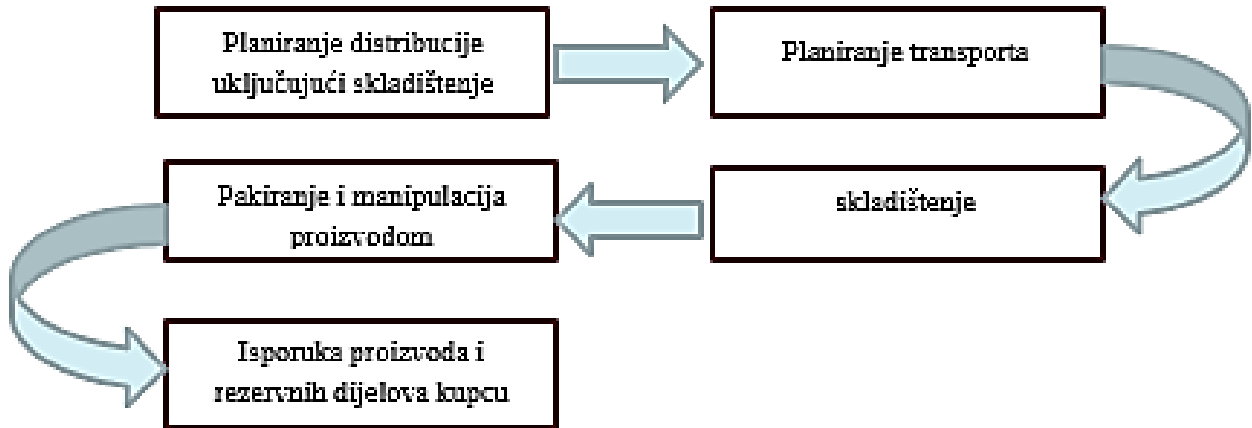 Planiranje distribucije
uključujući skladištenje
Planiranje transporta
skladištenje
Pakiranje i manipulacija
proizvodom
Isporuka proizvoda i
rezervnih dijelova kupcu